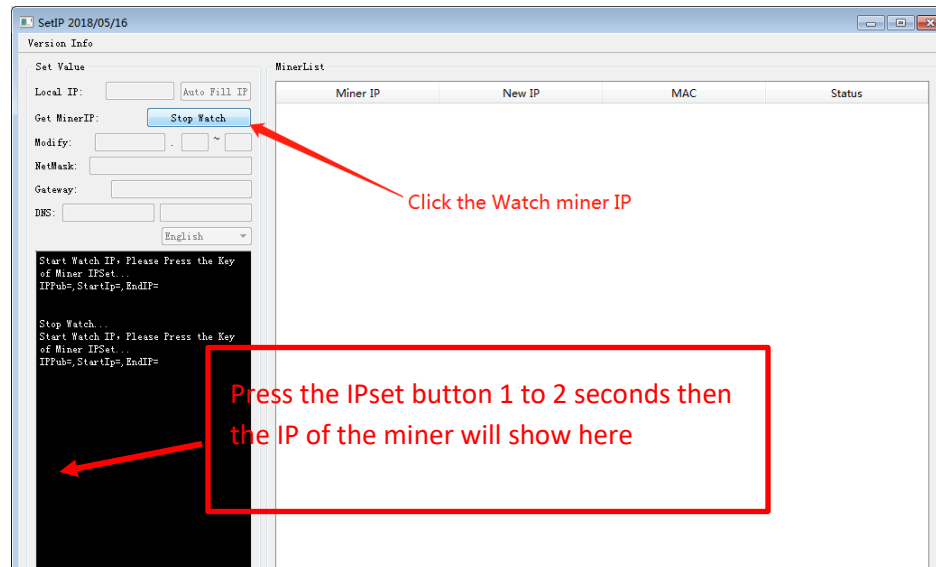 SetIP 2018/05/16
Version Info
Set Value
MinerList
Local IP:
Auto Fill IP
Miner IP New IP MAC Status
Get MinerIP:
Stop Watch
Modify: . ~
NetMask:
Gateway:
Click the Watch miner IP
DNS:
English
Start Watch IP, Please Press the Key
of Miner IPSet...
IPPub=,StartIp=,EndIP=
Stop Watch...
Start Watch IP, Please Press the Key
of Miner IPSet...
IPPub=,StartIp=,EndIP=
Press the IPset button 1 to 2 seconds then
the IP of the miner will show here